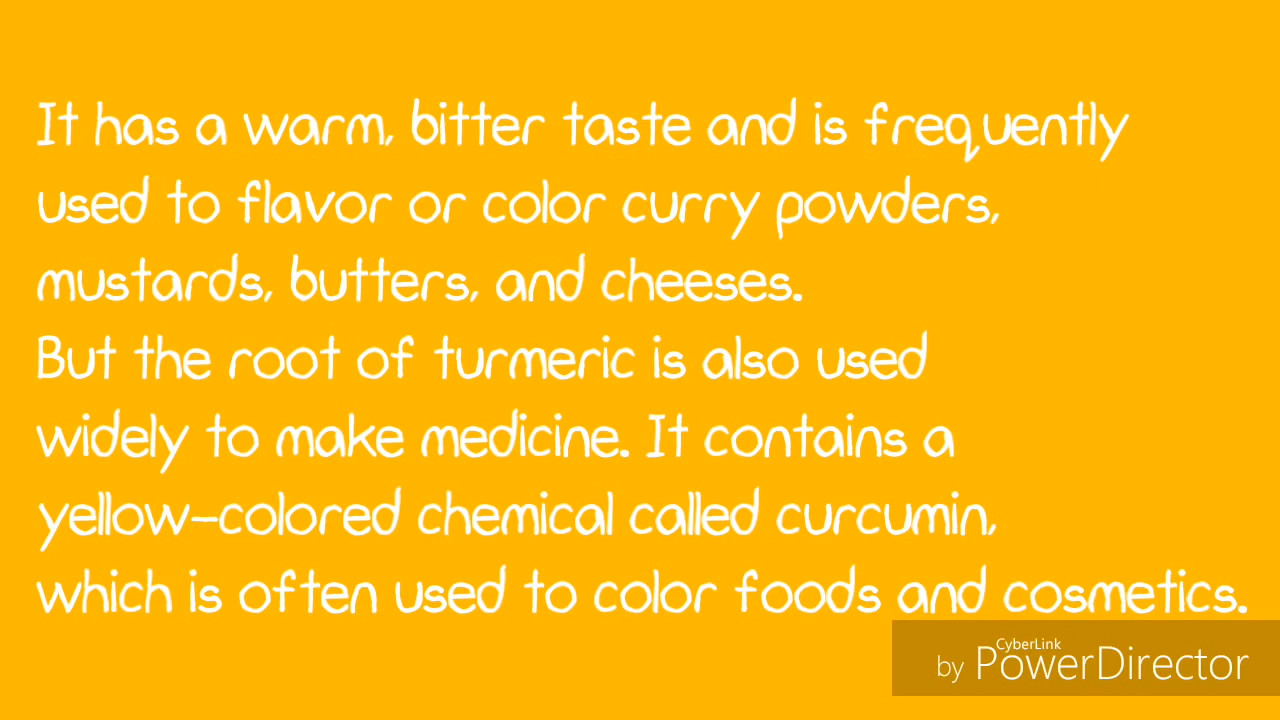 It has a warm, bitter taste and is frequently
used to flavor or color curry powders,
mustards, butters, and cheeses.
But the root of turmeric is also used
widely to make medicine. It contains a
yellow-colored chemical called curcumin,
which is often used to color foods and cosmetics.
CyberLink
by PowerDirector